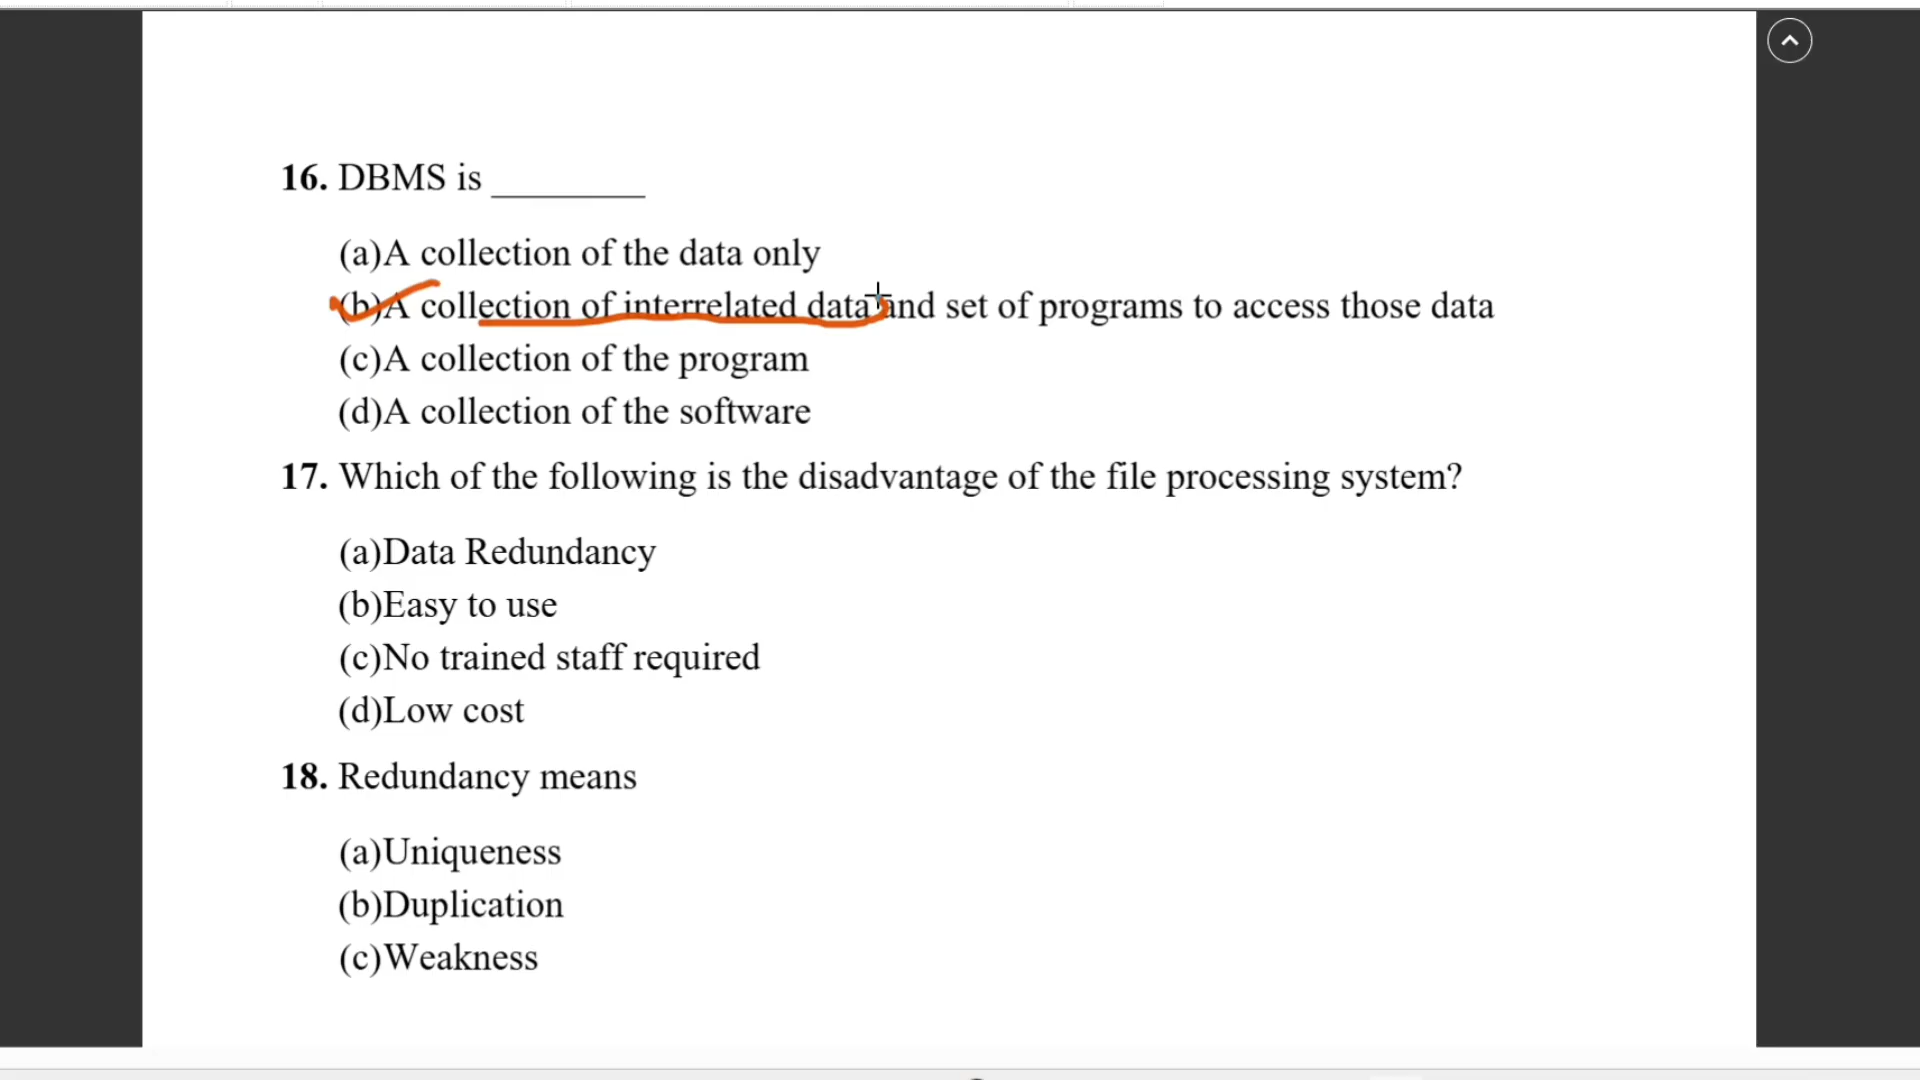 16. DBMS is ________
(a)A collection of the data only
(b)A collection of interrelated data and set of programs to access those data
(c)A collection of the program
(d)A collection of the software
17. Which of the following is the disadvantage of the file processing system?
(a)Data Redundancy
(b)Easy to use
(c)No trained staff required
(d)Low cost
18. Redundancy means
(a)Uniqueness
(b)Duplication
(c)Weakness